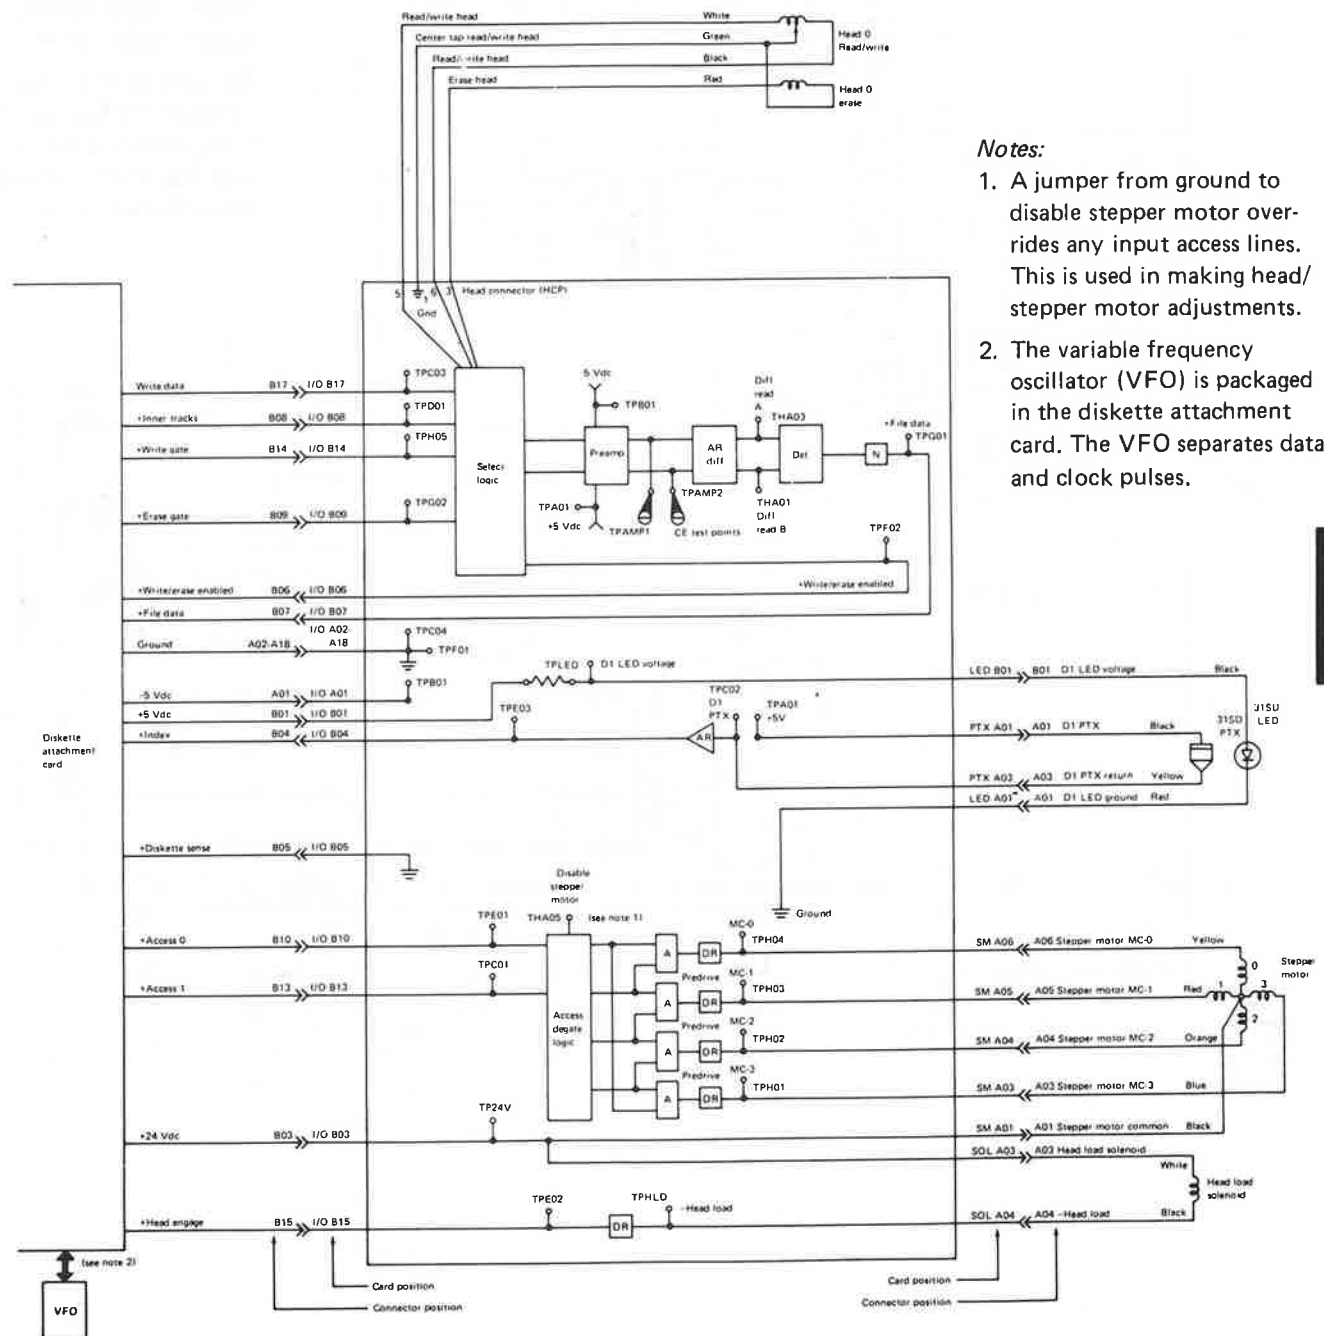 Read/write head
White
Center tap read/write head
Green
Head 0
Read/write
Read/write head
Black
Erase head
Red
Head 0
erase
Notes:
1. A jumper from ground to
disable stepper motor over-
rides any input access lines.
This is used in making head/
stepper motor adjustments.
2. The variable frequency
oscillator (VFO) is packaged
in the diskette attachment
card. The VFO separates data
and clock pulses.
5
6 3 Head connector (HCP)
Gnd
Write data B17 I/O B17 TPC03
+Inner tracks B08 I/O B08 TPD01
+Write gate B14 I/O B14 TPH05
+Erase gate B09 I/O B09 TPG02
Select
logic
5 Vdc
TPB01
Preamp
TPA01
+5 Vdc
TPAMP1
TPAMP2
CE test points
AR
diff
Diff
read
A
THA03
THA01
Diff
read B
Det
N
+File data
TPG01
TPF02
+Write/erase enabled
+Write/erase enabled B06 I/O B06
+File data B07 I/O B07
I/O A02-
Ground A02-A18 A18
TPC04
TPF01
-5 Vdc A01 I/O A01 TPB01
+5 Vdc B01 I/O B01
+Index B04 I/O B04
TPE03
TPLED D1 LED voltage
AR
TPC02
D1
PTX
TPA01
+5V
LED B01 B01 D1 LED voltage Black
PTX A01 A01 D1 PTX Black
PTX A03 A03 D1 PTX return Yellow
LED A01 A01 D1 LED ground Red
31SD
PTX
31SD
LED
Diskette
attachment
card
+Diskette sense B05 I/O B05
Ground
Disable
stepper
motor
THA05 (see note 1)
+Access 0 B10 I/O B10 TPE01
+Access 1 B13 I/O B13 TPC01
Access
degate
logic
A DR MC-0 TPH04
Predrive MC-1
A DR TPH03
Predrive MC-2
A DR TPH02
Predrive MC-3
A DR TPH01
SM A06 A06 Stepper motor MC-0 Yellow
SM A05 A05 Stepper motor MC-1 Red
SM A04 A04 Stepper motor MC-2 Orange
SM A03 A03 Stepper motor MC-3 Blue
0
1
3
2
Stepper
motor
+24 Vdc B03 I/O B03 TP24V
SM A01 A01 Stepper motor common Black
SOL A03 A03 Head load solenoid
White
Head load
solenoid
+Head engage B15 I/O B15 TPE02
DR
TPHLD
-Head load
SOL A04 A04 -Head load Black
(see note 2)
VFO
Card position
Connector position
Card position
Connector position